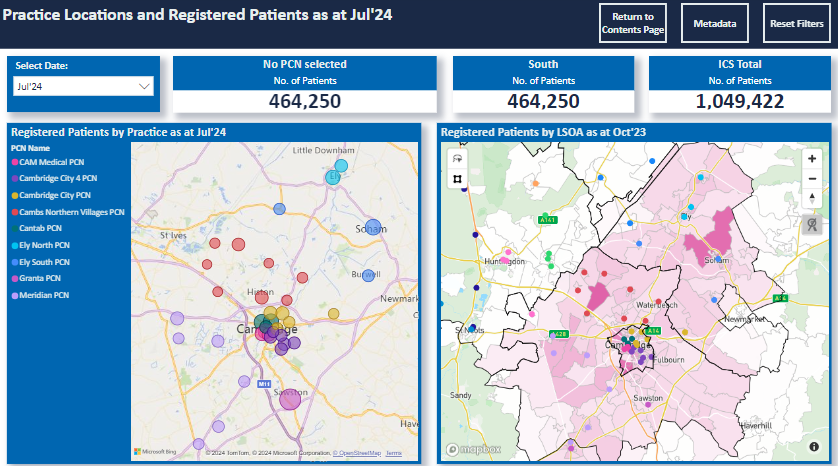 Practice Locations and Registered Patients as at Jul'24
Return to
Contents Page
Metadata
Reset Filters
Select Date:
Jul'24
No PCN selected
No. of Patients
464,250
South
No. of Patients
464,250
ICS Total
No. of Patients
1,049,422
Registered Patients by Practice as at Jul'24
PCN Name
CAM Medical PCN
Cambridge City 4 PCN
Cambridge City PCN
Cambs Northern Villages PCN
Cantab PCN
Ely North PCN
Ely South PCN
Granta PCN
Meridian PCN
Little Downham
Ely
Soham
St Ives
Burwell
Histon
Newmark
Cambridge
M11
Sawston
Have
Microsoft Bing
© 2024 TomTom, © 2024 Microsoft Corporation, © OpenStreetMap Terms
Registered Patients by LSOA as at Oct'23
A141
Huntingdon
Soham
Waterbeach
A14
Newmarket
St Neots
A428
A14
Fulbourn
Sandy
Sawston
Haverhill
mapbox